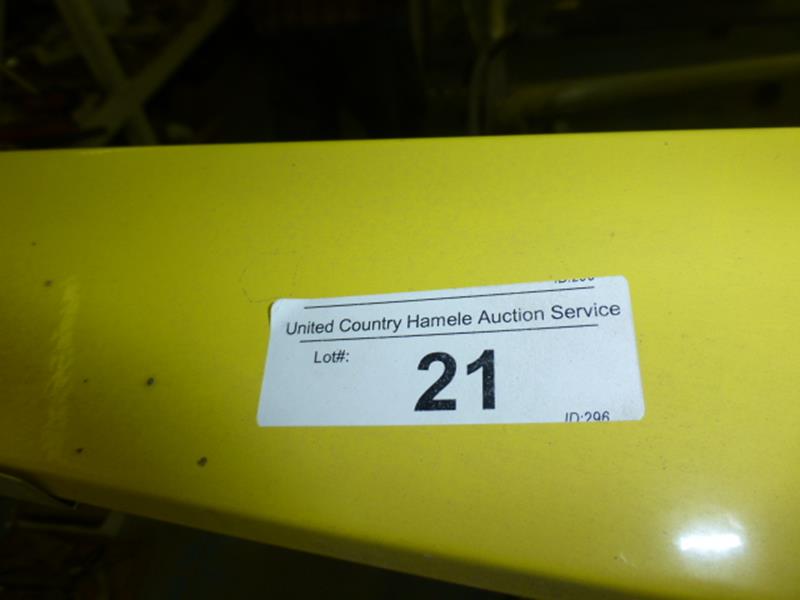 United Country Hamele Auction Service
Lot#:
21
ID:296